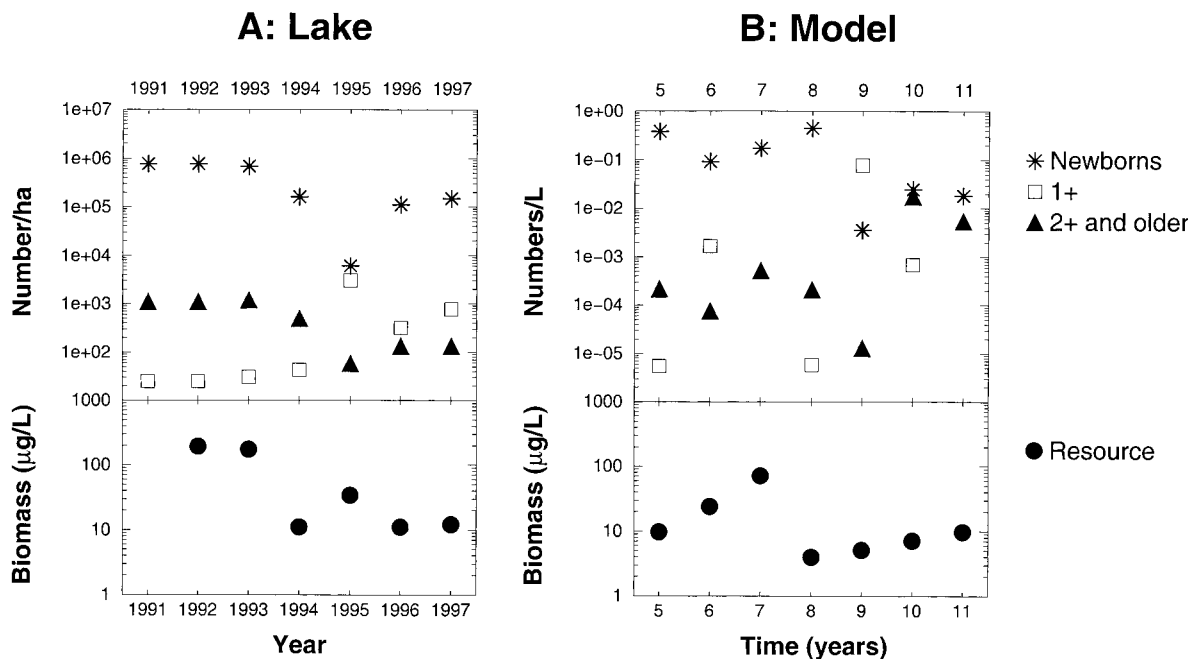 A: Lake
B: Model
1991 1992 1993 1994 1995 1996 1997
1e+07
1e+06
1e+05
1e+04
1e+03
1e+02
1000
100
10
1
Number/ha
Biomass (μg/L)
1991 1992 1993 1994 1995 1996 1997
Year
5 6 7 8 9 10 11
1e+00
1e−01
1e−02
1e−03
1e−04
1e−05
1000
100
10
1
Numbers/L
Biomass (μg/L)
5 6 7 8 9 10 11
Time (years)
Newborns
1+
2+ and older
Resource